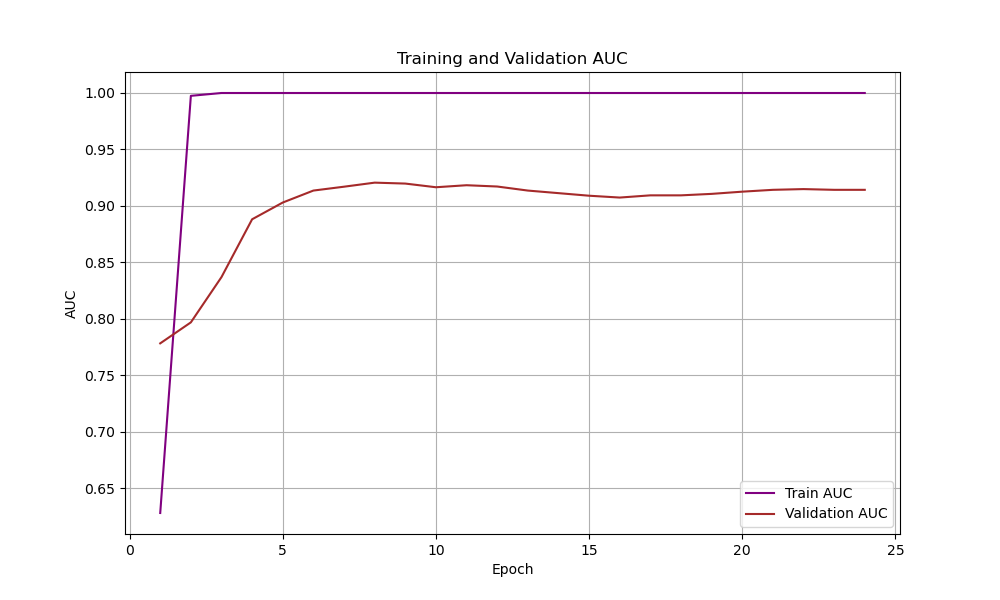 Training and Validation AUC
1.00
0.95
0.90
0.85
0.80
0.75
0.70
0.65
AUC
Train AUC
Validation AUC
0 5 10 15 20 25
Epoch